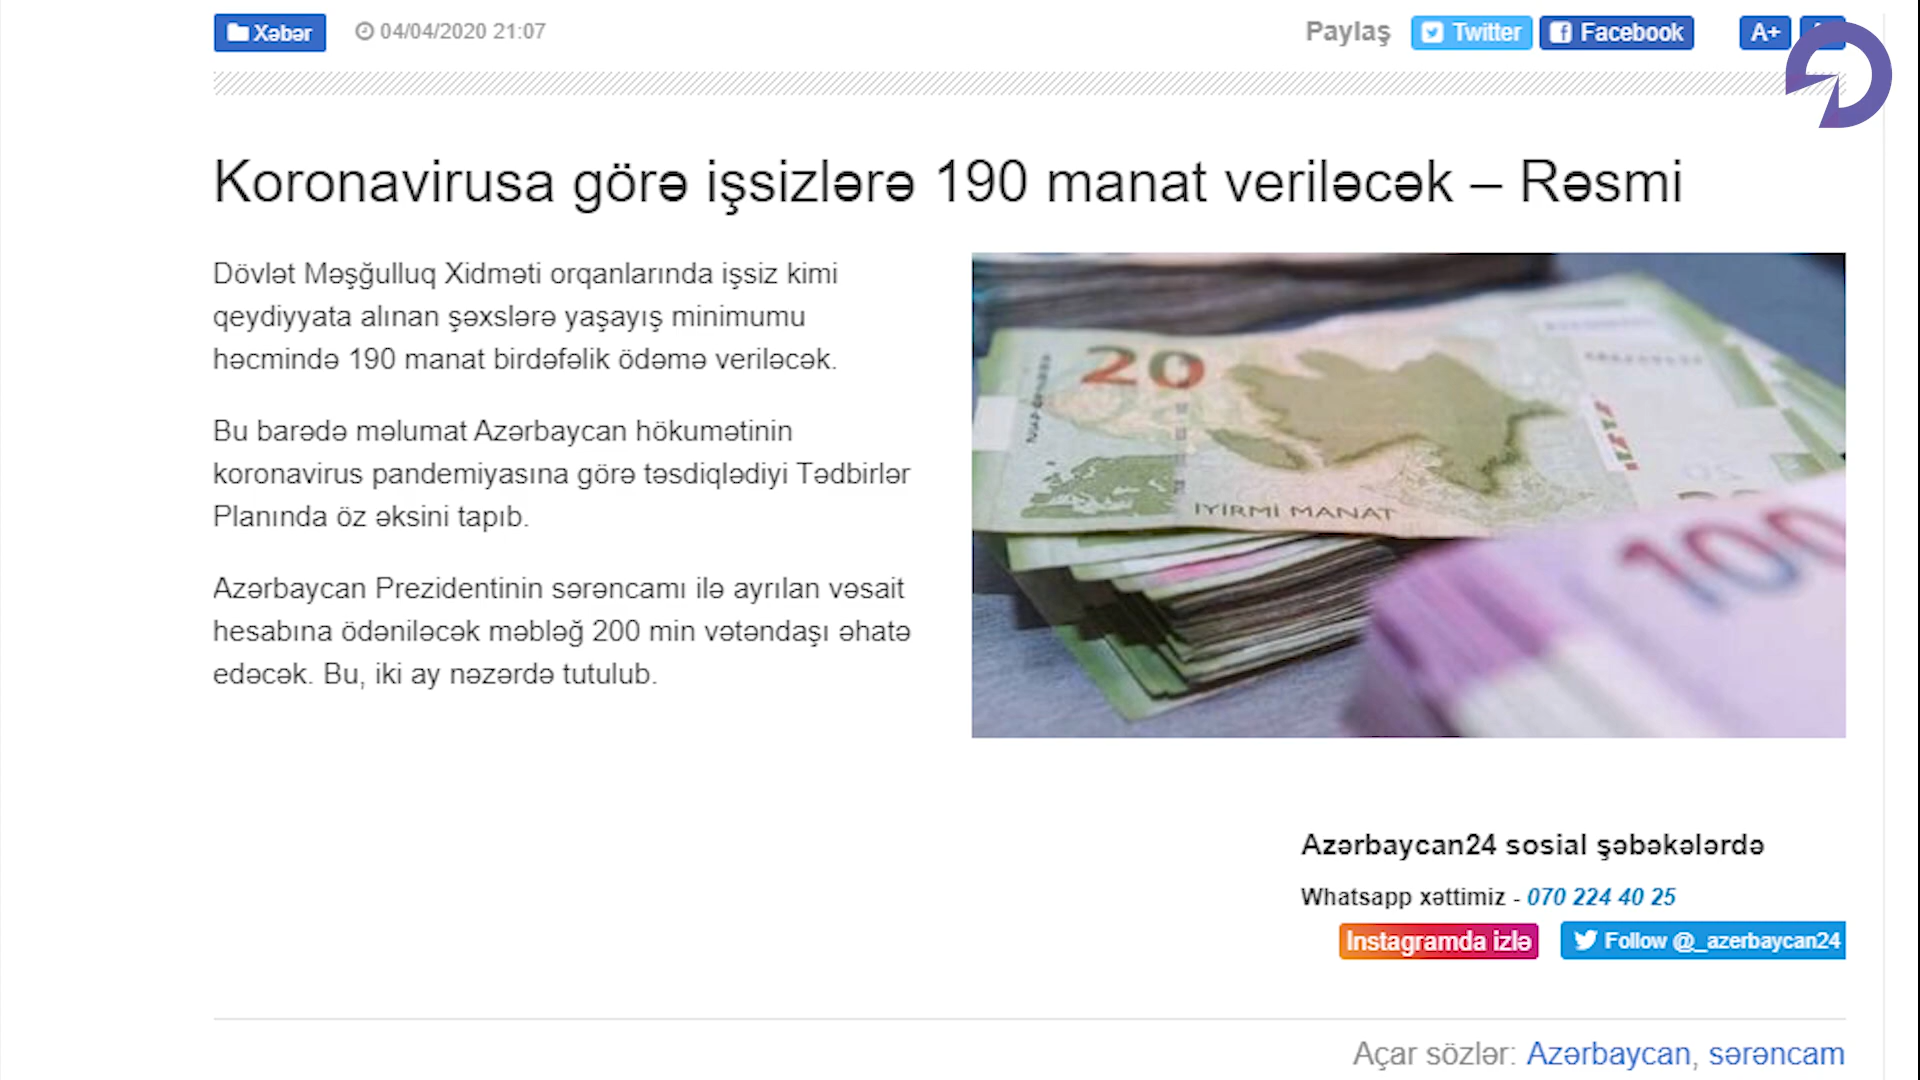 Xəbər
04/04/2020 21:07
Paylaş
Twitter
Facebook
A+
Koronavirusa görə işsizlərə 190 manat veriləcək – Rəsmi
Dövlət Məşğulluq Xidməti orqanlarında işsiz kimi
qeydiyyata alınan şəxslərə yaşayış minimumu
həcmində 190 manat birdəfəlik ödəmə veriləcək.
Bu barədə məlumat Azərbaycan hökumətinin
koronavirus pandemiyasına görə təsdiqlədiyi Tədbirlər
Planında öz əksini tapıb.
Azərbaycan Prezidentinin sərəncamı ilə ayrılan vəsait
hesabına ödəniləcək məbləğ 200 min vətəndaşı əhatə
edəcək. Bu, iki ay nəzərdə tutulub.
20
İYİRMİ MANAT
100
Azərbaycan24 sosial şəbəkələrdə
Whatsapp xəttimiz - 070 224 40 25
Instagramda izlə
Follow @_azerbaycan24
Açar sözlər: Azərbaycan, sərəncam